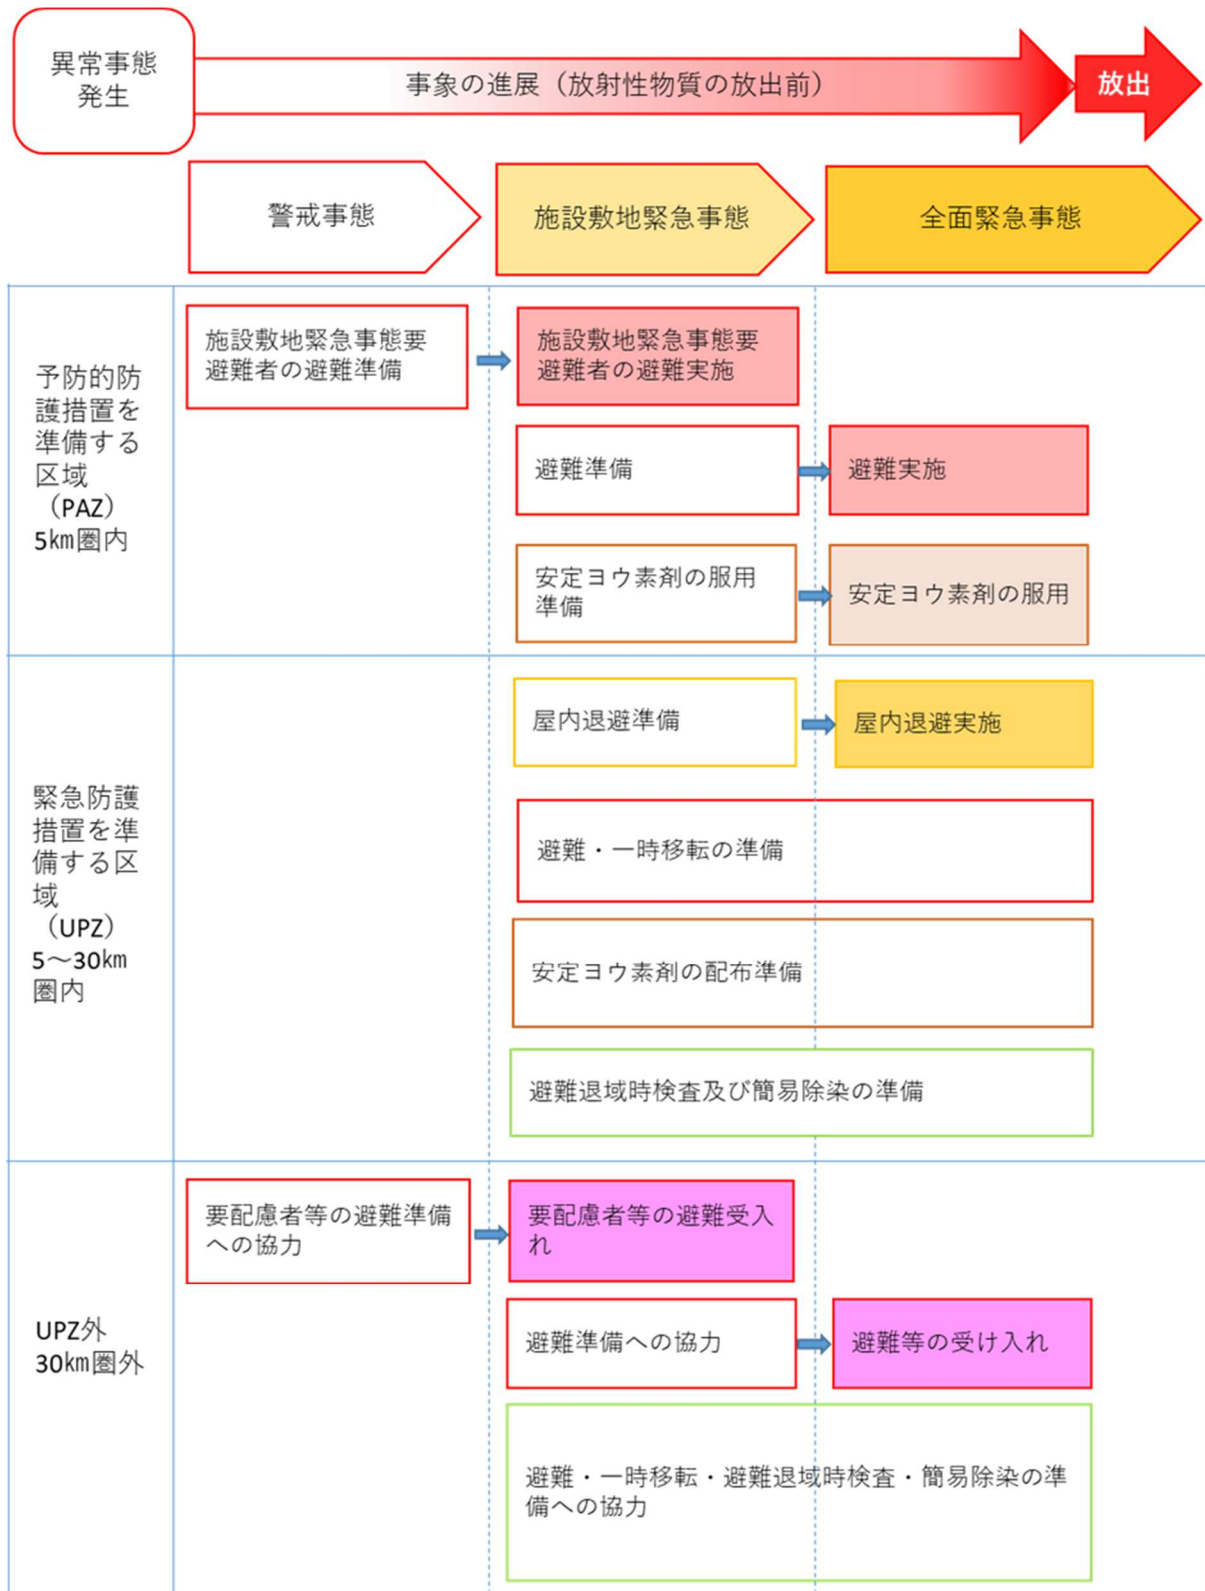 異常事態
発生
事象の進展（放射性物質の放出前）
放出
警戒事態
施設敷地緊急事態
全面緊急事態
予防的防
護措置を
準備する
区域
（PAZ）
5㎞圏内
施設敷地緊急事態要
避難者の避難準備
施設敷地緊急事態要
避難者の避難実施
避難準備
避難実施
安定ヨウ素剤の服用
準備
安定ヨウ素剤の服用
緊急防護
措置を準
備する区
域
（UPZ）
5～30㎞
圏内
屋内退避準備
屋内退避実施
避難・一時移転の準備
安定ヨウ素剤の配布準備
避難退域時検査及び簡易除染の準備
UPZ外
30㎞圏外
要配慮者等の避難準備
への協力
要配慮者等の避難受入
れ
避難準備への協力
避難等の受け入れ
避難・一時移転・避難退域時検査・簡易除染の準
備への協力